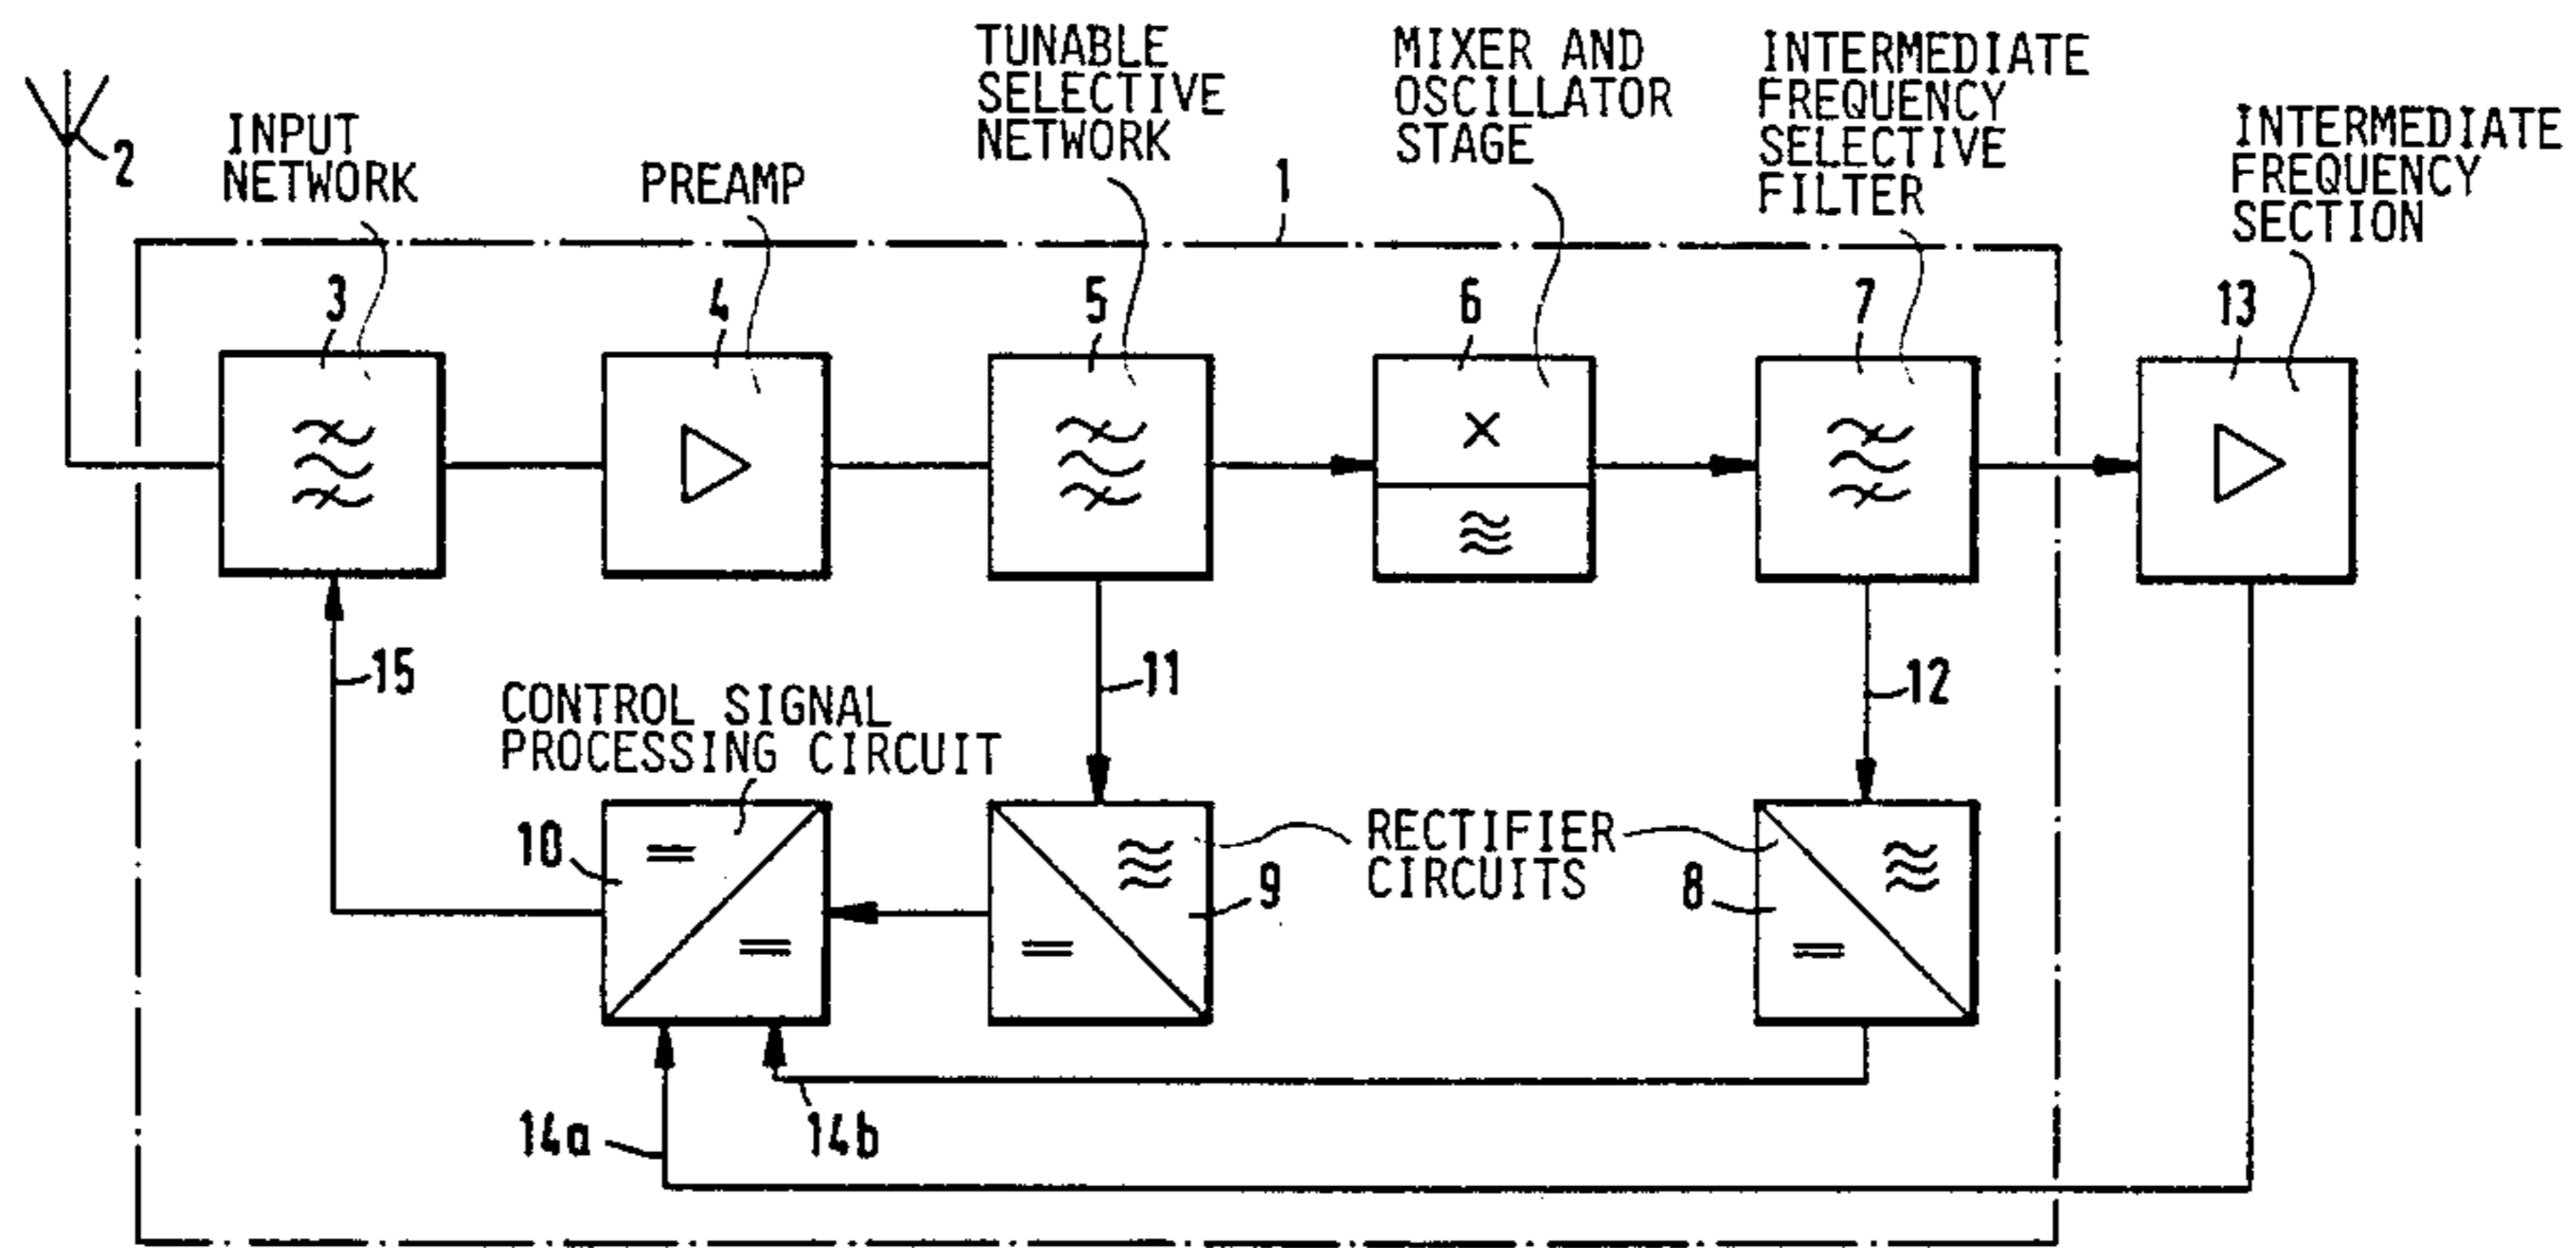 TUNABLE
SELECTIVE
NETWORK
MIXER AND
OSCILLATOR
STAGE
INTERMEDIATE
FREQUENCY
SELECTIVE
FILTER
INTERMEDIATE
FREQUENCY
SECTION
INPUT
NETWORK
PREAMP
2
1
3
4
5
6
7
13
15
11
12
CONTROL SIGNAL
PROCESSING CIRCUIT
10
9
RECTIFIER
CIRCUITS
8
14a
14b